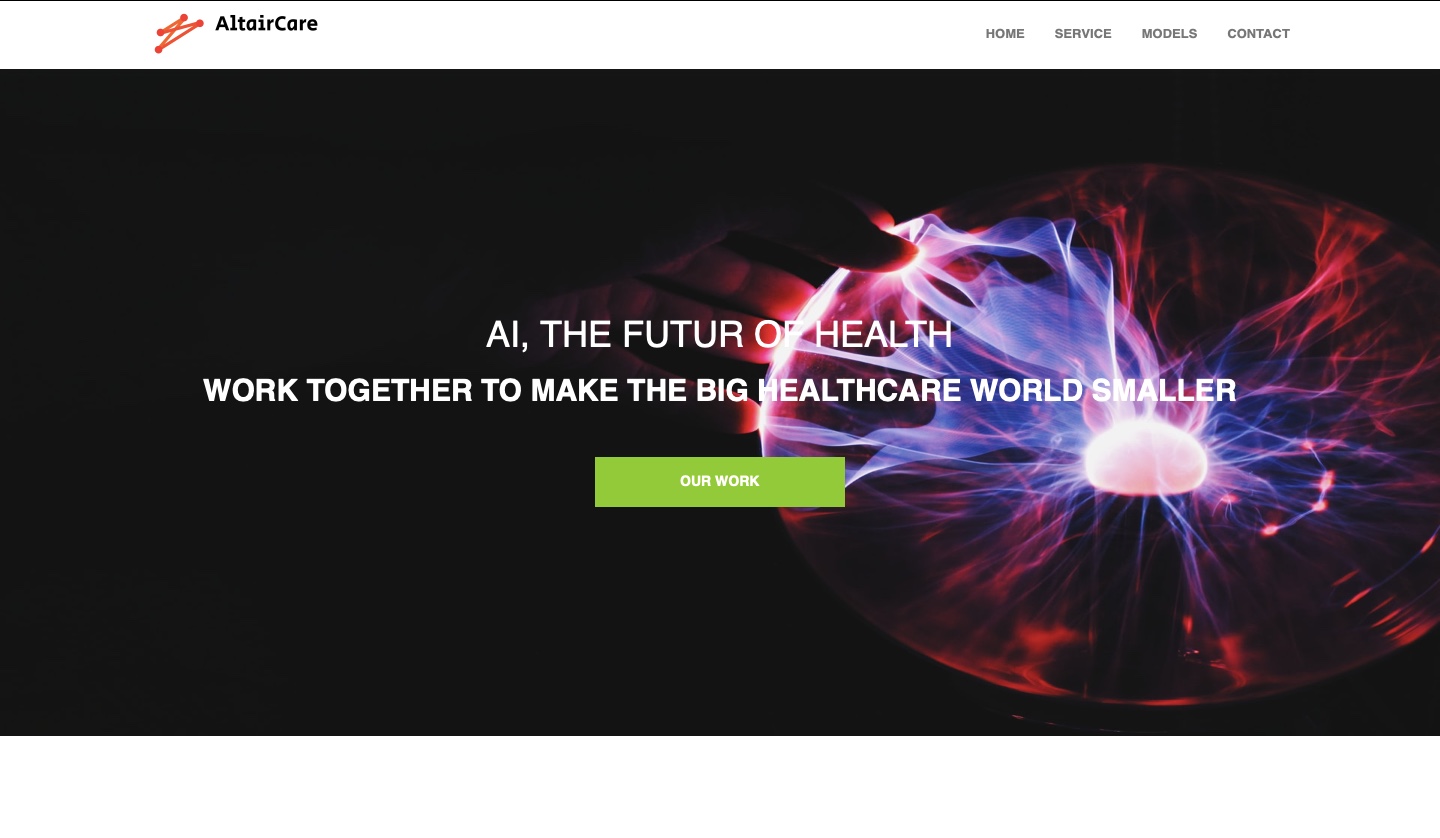 AltairCare
HOME SERVICE MODELS CONTACT
AI, THE FUTUR OF HEALTH
WORK TOGETHER TO MAKE THE BIG HEALTHCARE WORLD SMALLER
OUR WORK